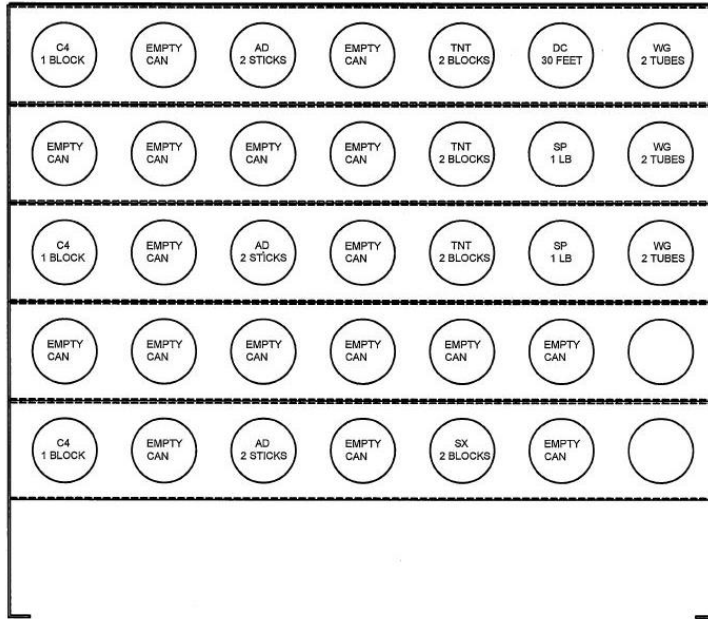 C4
1 BLOCK
EMPTY
CAN
AD
2 STICKS
EMPTY
CAN
TNT
2 BLOCKS
DC
30 FEET
WG
2 TUBES
EMPTY
CAN
EMPTY
CAN
EMPTY
CAN
EMPTY
CAN
TNT
2 BLOCKS
SP
1 LB
WG
2 TUBES
C4
1 BLOCK
EMPTY
CAN
AD
2 STICKS
EMPTY
CAN
TNT
2 BLOCKS
SP
1 LB
WG
2 TUBES
EMPTY
CAN
EMPTY
CAN
EMPTY
CAN
EMPTY
CAN
EMPTY
CAN
EMPTY
CAN
C4
1 BLOCK
EMPTY
CAN
AD
2 STICKS
EMPTY
CAN
SX
2 BLOCKS
EMPTY
CAN